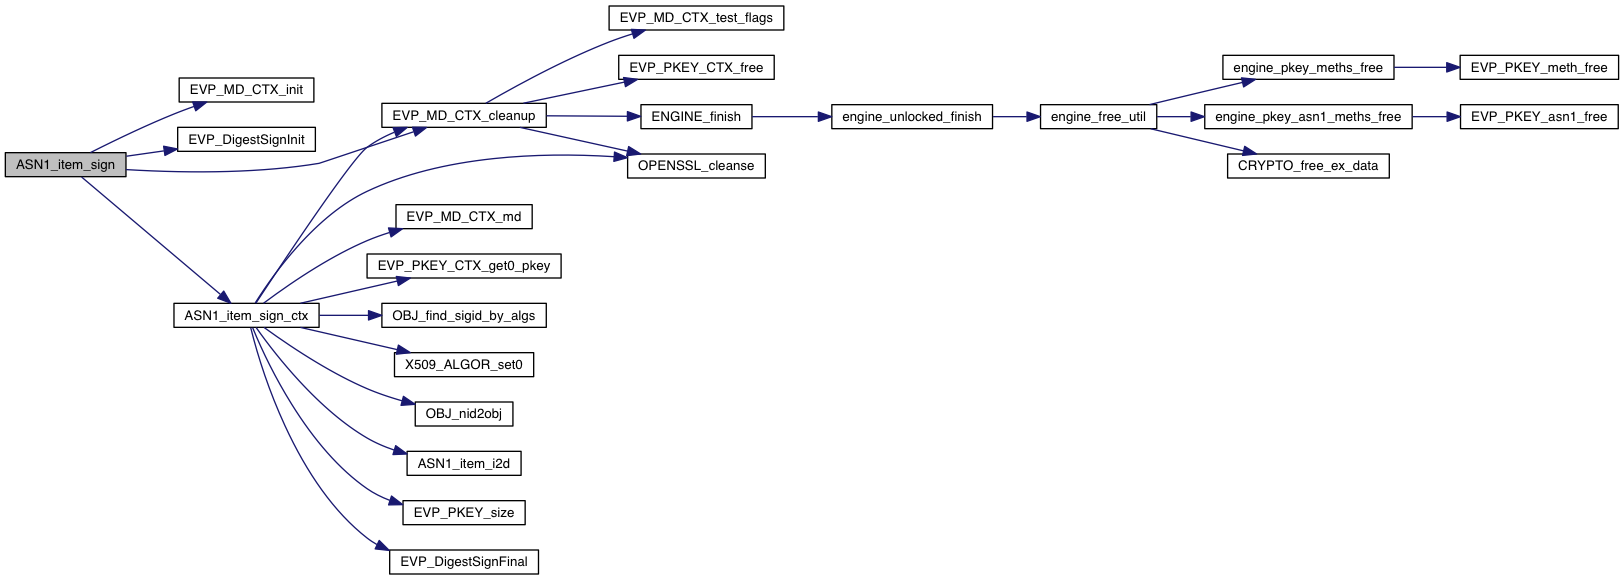 EVP_MD_CTX_test_flags
EVP_PKEY_CTX_free
engine_pkey_meths_free
EVP_PKEY_meth_free
EVP_MD_CTX_init
EVP_MD_CTX_cleanup
ENGINE_finish
engine_unlocked_finish
engine_free_util
engine_pkey_asn1_meths_free
EVP_PKEY_asn1_free
EVP_DigestSignInit
ASN1_item_sign
OPENSSL_cleanse
CRYPTO_free_ex_data
EVP_MD_CTX_md
EVP_PKEY_CTX_get0_pkey
ASN1_item_sign_ctx
OBJ_find_sigid_by_algs
X509_ALGOR_set0
OBJ_nid2obj
ASN1_item_i2d
EVP_PKEY_size
EVP_DigestSignFinal